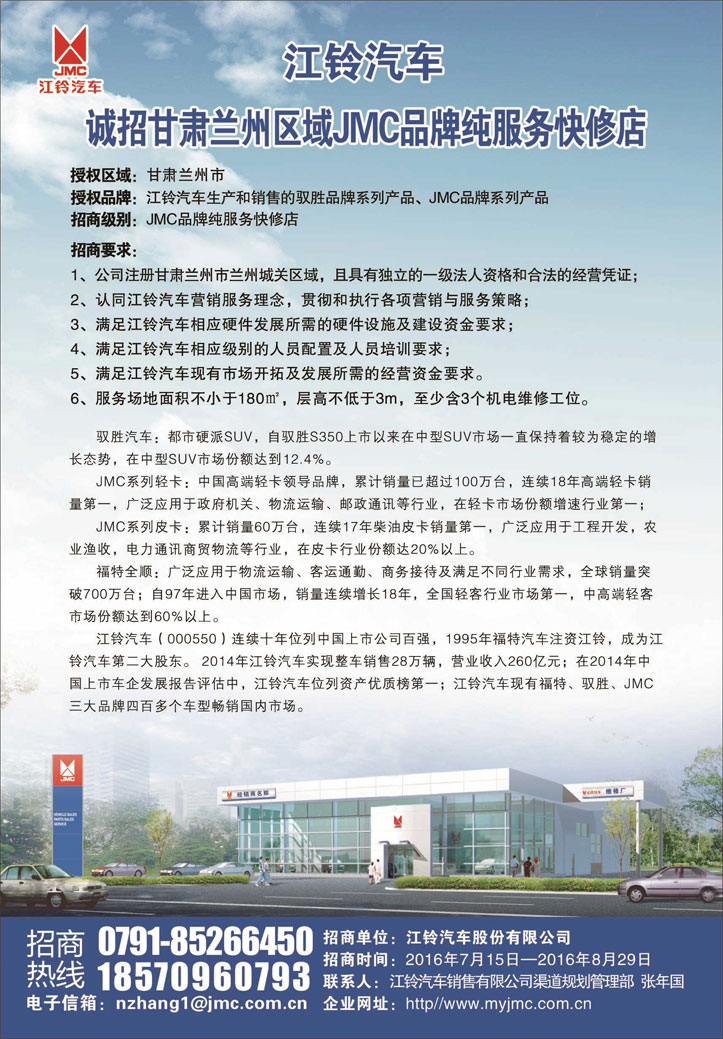 JMC
江铃汽车
江铃汽车
诚招甘肃兰州区域JMC品牌纯服务快修店
授权区域：甘肃兰州市
授权品牌：江铃汽车生产和销售的驭胜品牌系列产品、JMC品牌系列产品
招商级别：JMC品牌纯服务快修店
招商要求：
1、公司注册甘肃兰州市兰州城关区域，且具有独立的一级法人资格和合法的经营凭证；
2、认同江铃汽车营销服务理念，贯彻和执行各项营销与服务策略；
3、满足江铃汽车相应硬件发展所需的硬件设施及建设资金要求；
4、满足江铃汽车相应级别的人员配置及人员培训要求；
5、满足江铃汽车现有市场开拓及发展所需的经营资金要求。
6、服务场地面积不小于180㎡，层高不低于3m，至少含3个机电维修工位。
驭胜汽车：都市硬派SUV，自驭胜S350上市以来在中型SUV市场一直保持着较为稳定的增
长态势，在中型SUV市场份额达到12.4%。
JMC系列轻卡：中国高端轻卡领导品牌，累计销量已超过100万台，连续18年高端轻卡销
量第一，广泛应用于政府机关、物流运输、邮政通讯等行业，在轻卡市场份额增速行业第一；
JMC系列皮卡：累计销量60万台，连续17年柴油皮卡销量第一，广泛应用于工程开发，农
业渔收，电力通讯商贸物流等行业，在皮卡行业份额达20%以上。
福特全顺：广泛应用于物流运输、客运通勤、商务接待及满足不同行业需求，全球销量突
破700万台；自97年进入中国市场，销量连续增长18年，全国轻客行业市场第一，中高端轻客
市场份额达到60%以上。
江铃汽车（000550）连续十年位列中国上市公司百强，1995年福特汽车注资江铃，成为江
铃汽车第二大股东。 2014年江铃汽车实现整车销售28万辆，营业收入260亿元；在2014年中
国上市车企发展报告评估中，江铃汽车位列资产优质榜第一；江铃汽车现有福特、驭胜、JMC
三大品牌四百多个车型畅销国内市场。
JMC
VEHICLE SALES
PARTS SALES
SERVICE
经销商名称
维修厂
招商
热线
0791-85266450
18570960793
电子信箱：nzhang1@jmc.com.cn
招商单位：江铃汽车股份有限公司
招商时间：2016年7月15日—2016年8月29日
联系人：江铃汽车销售有限公司渠道规划管理部 张年国
企业网址：http//www.myjmc.com.cn